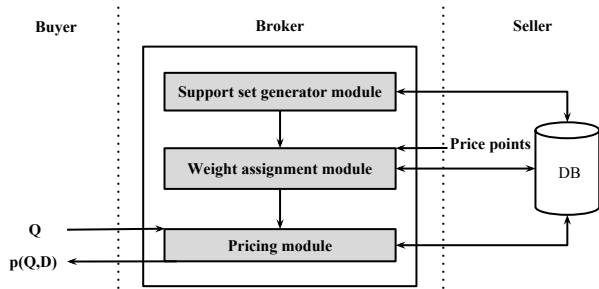 Buyer
Broker
Seller
Support set generator module
Price points
Weight assignment module
DB
Q
Pricing module
p(Q,D)